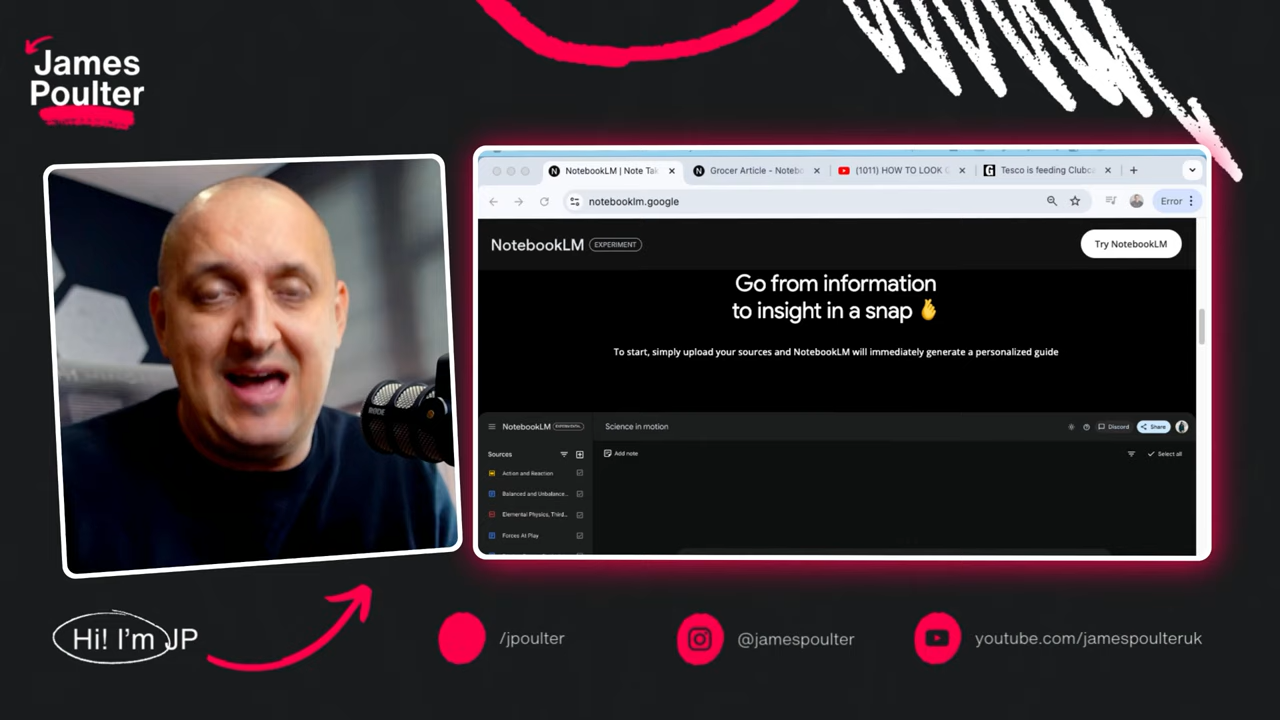 James
Poulter
NotebookLM | Note Tak
Grocer Article - Notebo
(1011) HOW TO LOOK
Tesco is feeding Clubc
notebooklm.google
Error
NotebookLM EXPERIMENT
Try NotebookLM
Go from information
to insight in a snap 🫰
To start, simply upload your sources and NotebookLM will immediately generate a personalized guide
NotebookLM
Science in motion
Discord
Share
Sources
Add note
Select all
Action and Reaction
Balanced and Unbalance...
Elemental Physics, Third...
Forces At Play
RODE
Hi! I'm JP
/jpoulter
@jamespoulter
youtube.com/jamespoulteruk